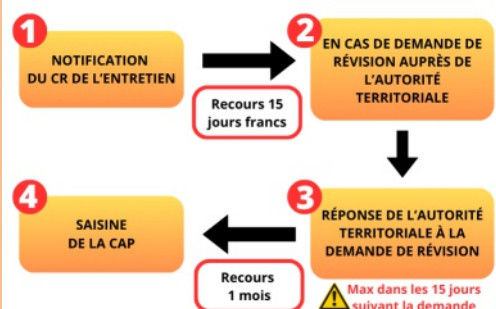 1
NOTIFICATION
DU CR DE L'ENTRETIEN
Recours 15
jours francs
2
EN CAS DE DEMANDE DE
RÉVISION AUPRÈS DE
L'AUTORITÉ
TERRITORIALE
3
RÉPONSE DE L'AUTORITÉ
TERRITORIALE À LA
DEMANDE DE RÉVISION
Max dans les 15 jours
suivant la demande
Recours
1 mois
4
SAISINE
DE LA CAP